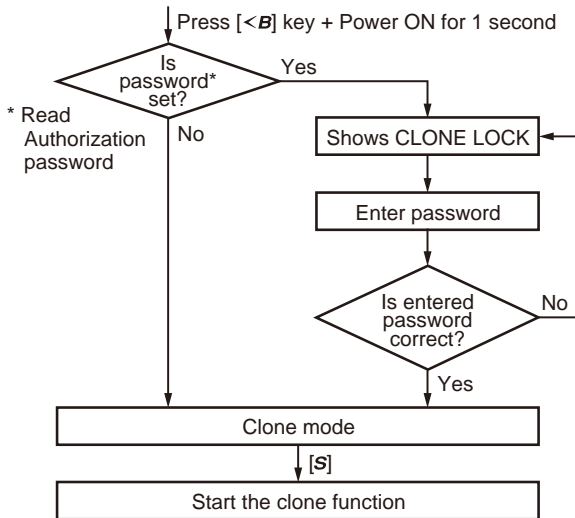 Press [<B] key + Power ON for 1 second
Is
password*
set?
Yes
* Read
Authorization
password
No
Shows CLONE LOCK
Enter password
Is entered
password
correct?
No
Yes
Clone mode
[S]
Start the clone function